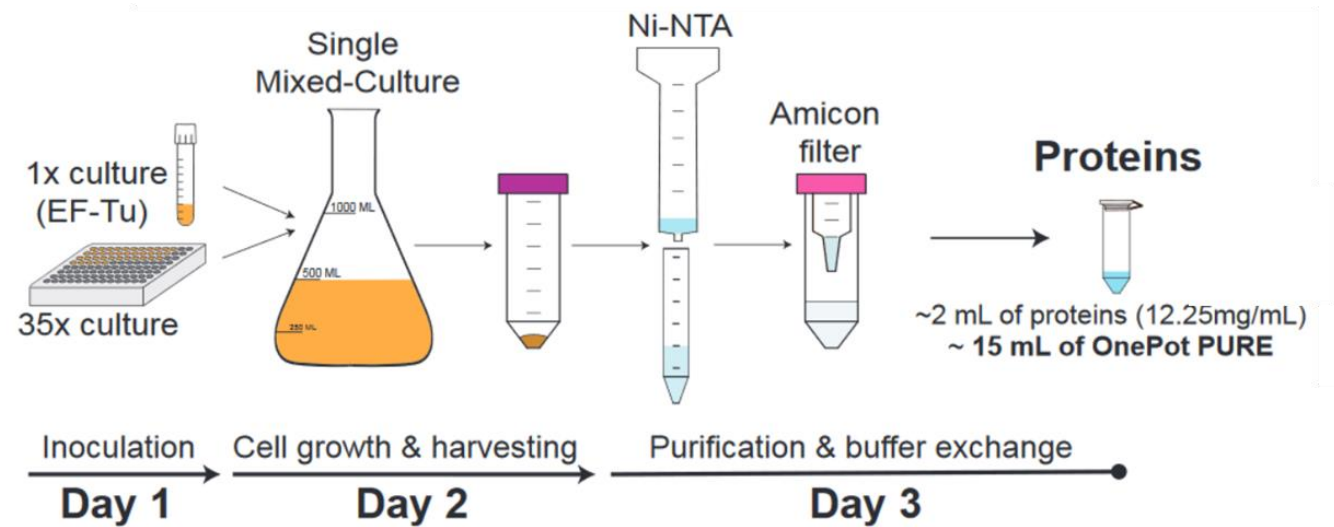 Single
Mixed-Culture
Ni-NTA
Amicon
filter
Proteins
1x culture
(EF-Tu)
35x culture
1000 ML
500 ML
250 ML
~2 mL of proteins (12.25mg/mL)
~ 15 mL of OnePot PURE
Inoculation
Cell growth & harvesting
Purification & buffer exchange
Day 1
Day 2
Day 3